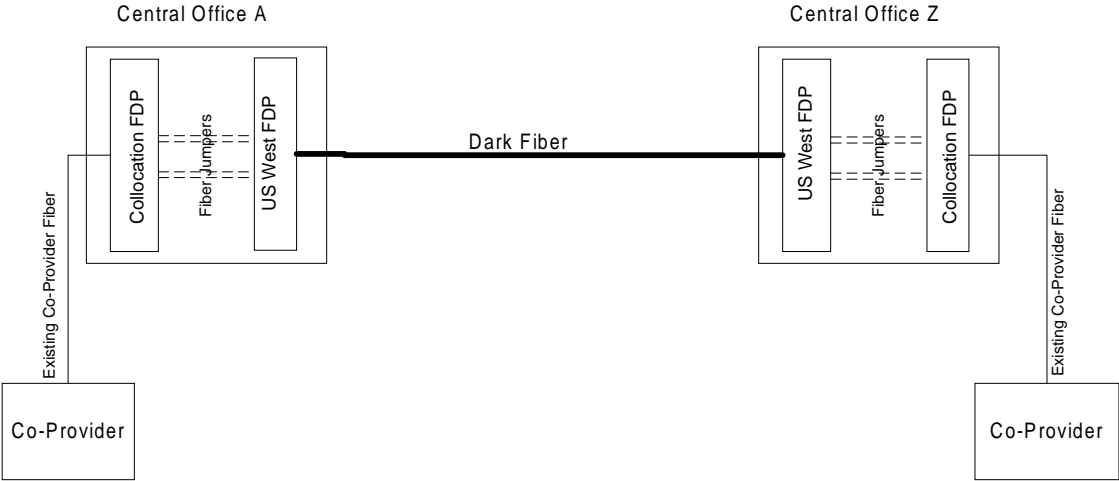 Central Office A
Central Office Z
Collocation FDP
Fiber Jumpers
US West FDP
Dark Fiber
US West FDP
Fiber Jumpers
Collocation FDP
Existing Co-Provider Fiber
Existing Co-Provider Fiber
Co-Provider
Co-Provider